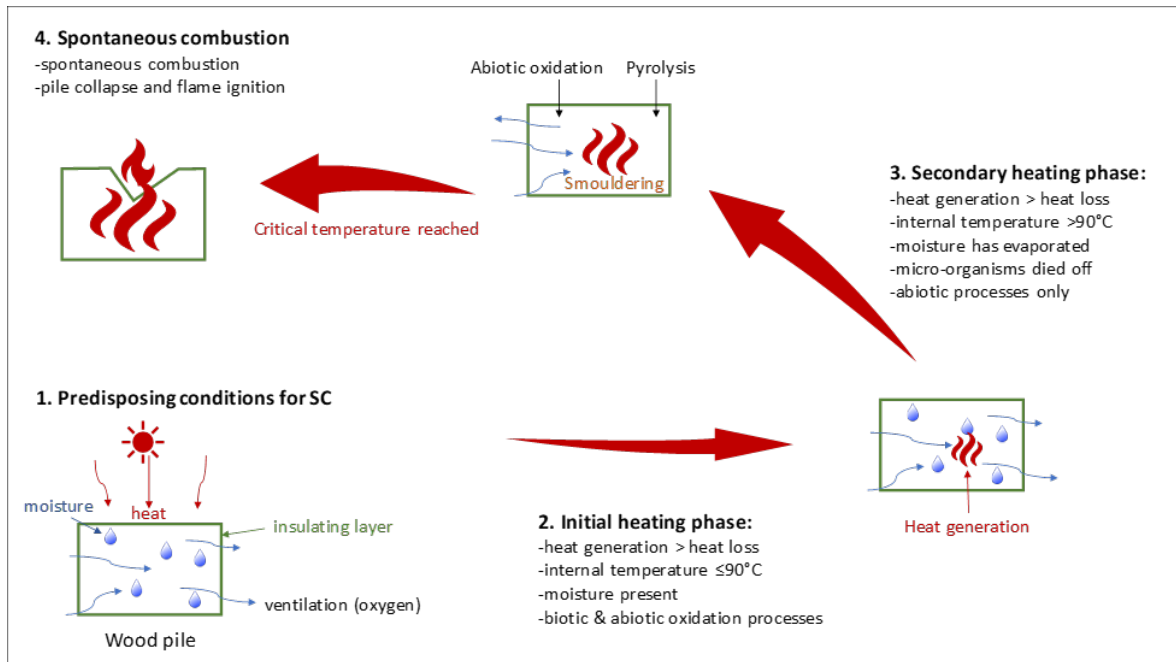 4. Spontaneous combustion
-spontaneous combustion
-pile collapse and flame ignition
Abiotic oxidation
Pyrolysis
Smouldering
Critical temperature reached
3. Secondary heating phase:
-heat generation > heat loss
-internal temperature >90°C
-moisture has evaporated
-micro-organisms died off
-abiotic processes only
1. Predisposing conditions for SC
moisture
heat
insulating layer
ventilation (oxygen)
Wood pile
2. Initial heating phase:
-heat generation > heat loss
-internal temperature ≤90°C
-moisture present
-biotic & abiotic oxidation processes
Heat generation